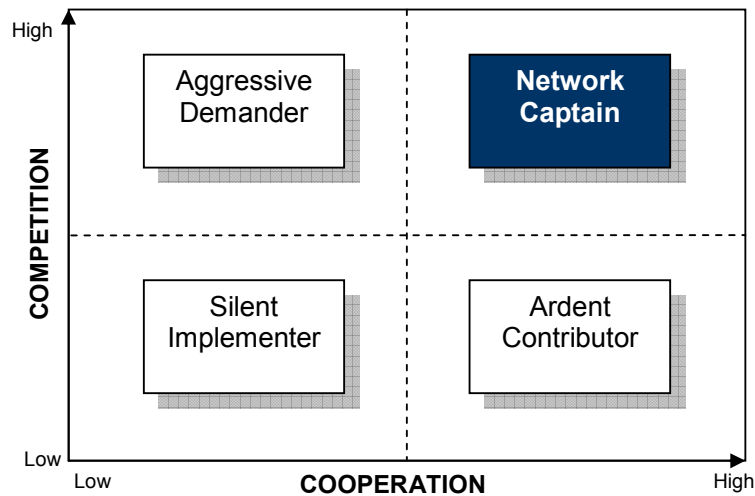 High
Aggressive
Demander
Network
Captain
COMPETITION
Silent
Implementer
Ardent
Contributor
Low
Low
COOPERATION
High